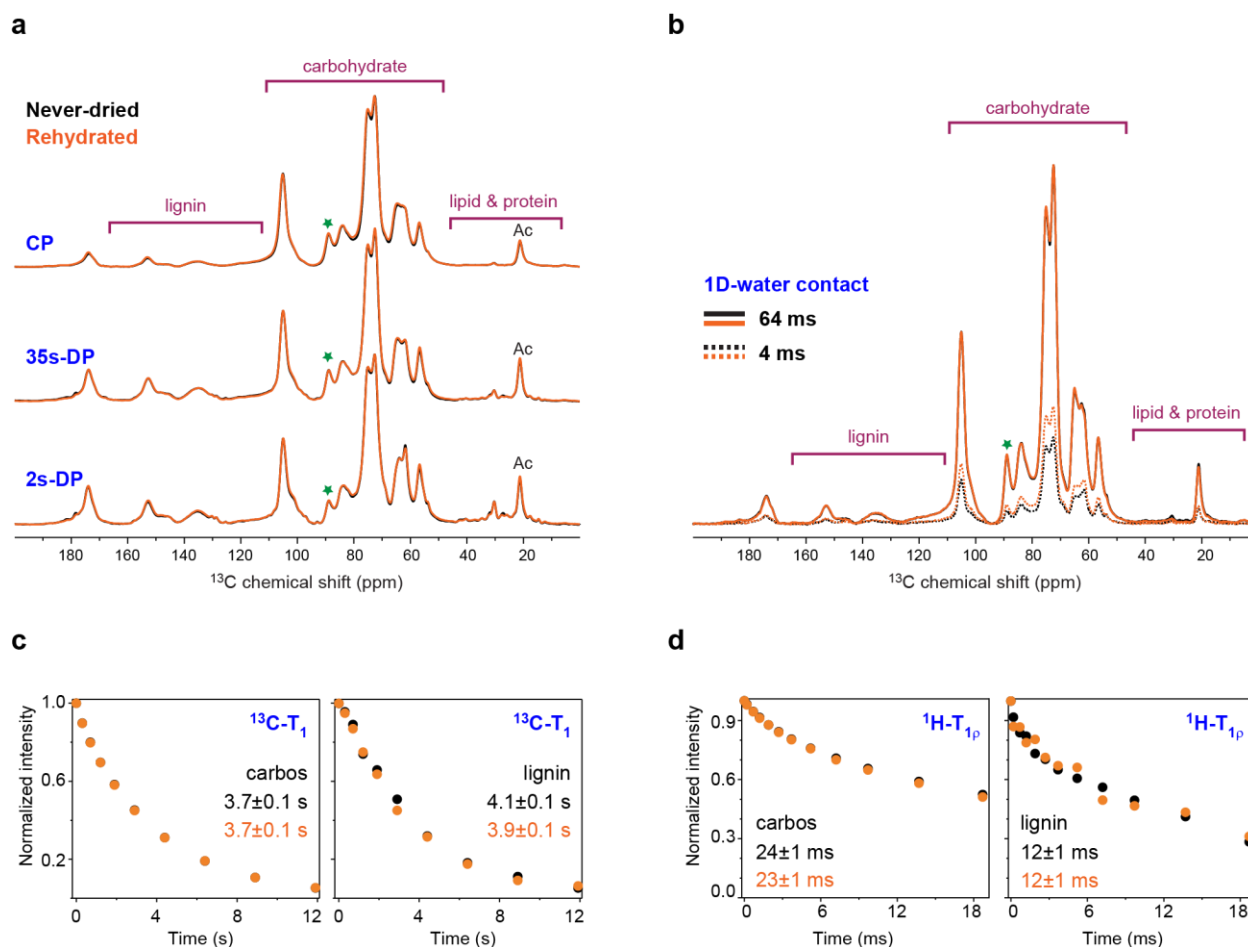 a
carbohydrate
Never-dried
Rehydrated
lignin
lipid & protein
CP
Ac
35s-DP
Ac
2s-DP
Ac
180 160 140 120 100 80 60 40 20
¹³C chemical shift (ppm)
b
carbohydrate
1D-water contact
64 ms
4 ms
lignin
lipid & protein
180 160 140 120 100 80 60 40 20
¹³C chemical shift (ppm)
c
Normalized intensity
1.0
0.6
0.2
¹³C-T₁
carbos
3.7±0.1 s
3.7±0.1 s
0 4 8 12
Time (s)
¹³C-T₁
lignin
4.1±0.1 s
3.9±0.1 s
0 4 8 12
Time (s)
d
Normalized intensity
0.9
0.6
0.3
0.0
¹H-T₁ᵨ
carbos
24±1 ms
23±1 ms
0 6 12 18
Time (ms)
¹H-T₁ᵨ
lignin
12±1 ms
12±1 ms
0 6 12 18
Time (ms)